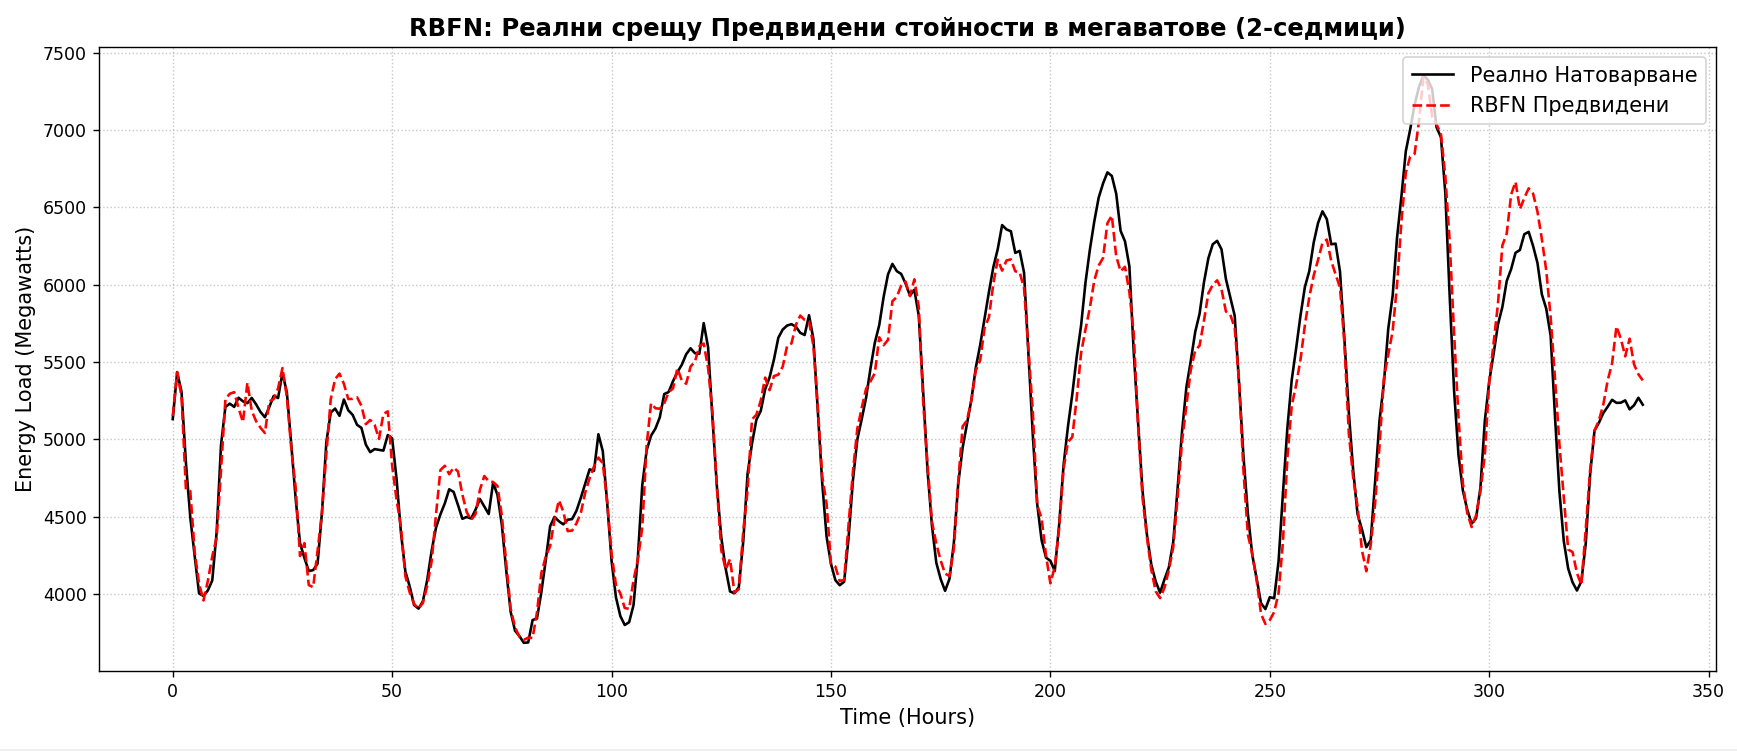 RBFN: Реални срещу Предвидени стойности в мегаватове (2-седмици)
Реално Натоварване
RBFN Предвидени
Energy Load (Megawatts)
7500
7000
6500
6000
5500
5000
4500
4000
0 50 100 150 200 250 300 350
Time (Hours)